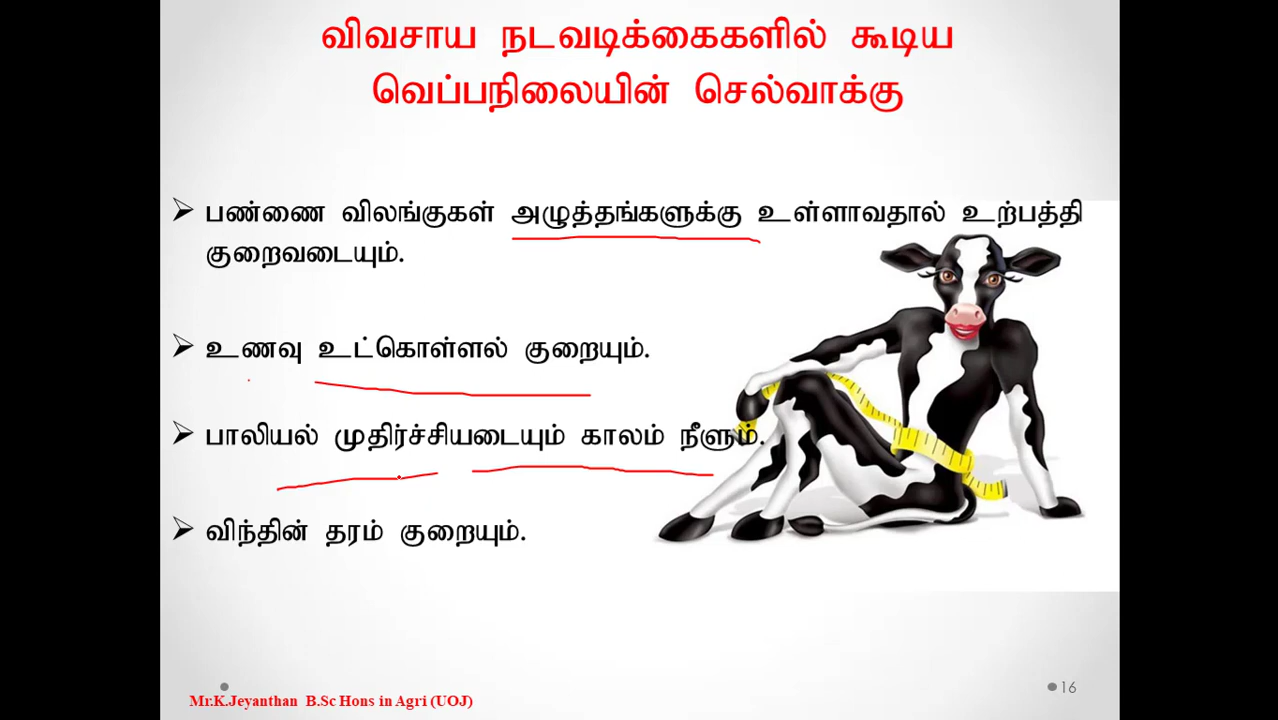 விவசாய நடவடிக்கைகளில் கூடிய
வெப்பநிலையின் செல்வாக்கு
பண்ணை விலங்குகள் அழுத்தங்களுக்கு உள்ளாவதால் உற்பத்தி
குறைவடையும்.
உணவு உட்கொள்ளல் குறையும்.
பாலியல் முதிர்ச்சியடையும் காலம் நீளும்.
விந்தின் தரம் குறையும்.
Mr.K.Jeyanthan B.Sc Hons in Agri (UOJ)
16